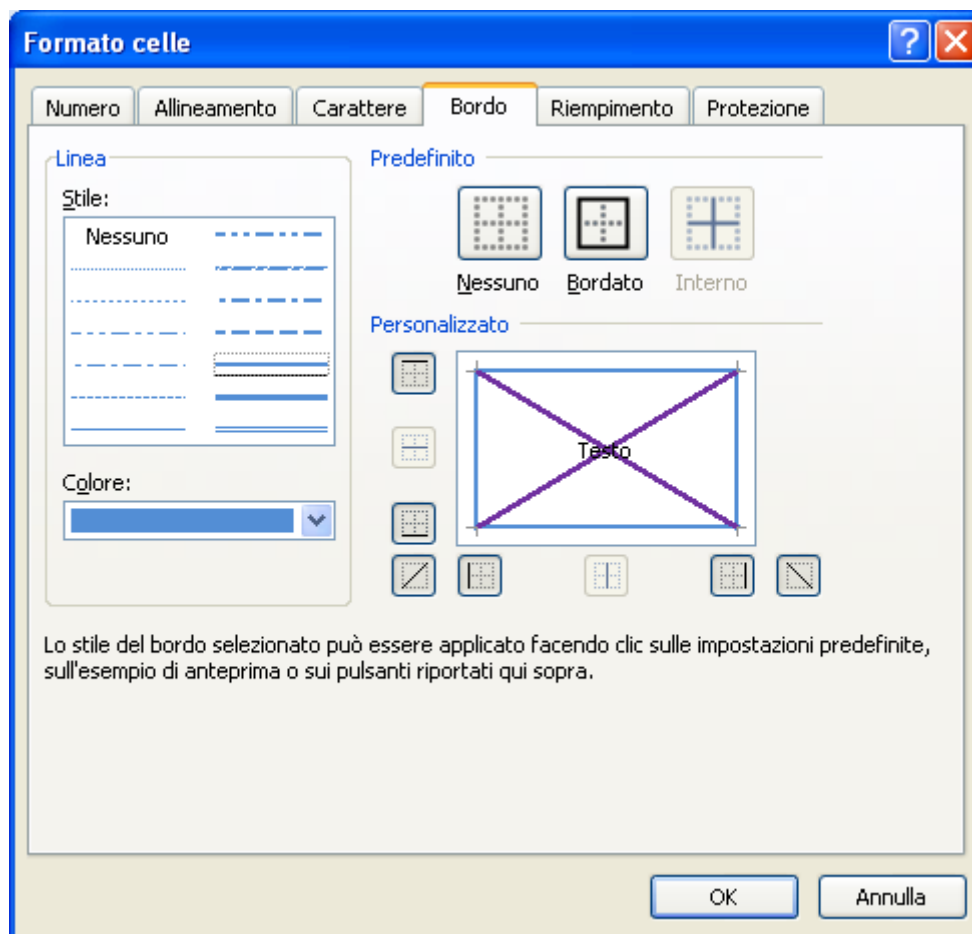 Formato celle
Numero Allineamento Carattere Bordo Riempimento Protezione
Linea
Stile:
Nessuno
Colore:
Predefinito
Nessuno Bordato Interno
Personalizzato
Testo
Lo stile del bordo selezionato può essere applicato facendo clic sulle impostazioni predefinite,
sull'esempio di anteprima o sui pulsanti riportati qui sopra.
OK Annulla